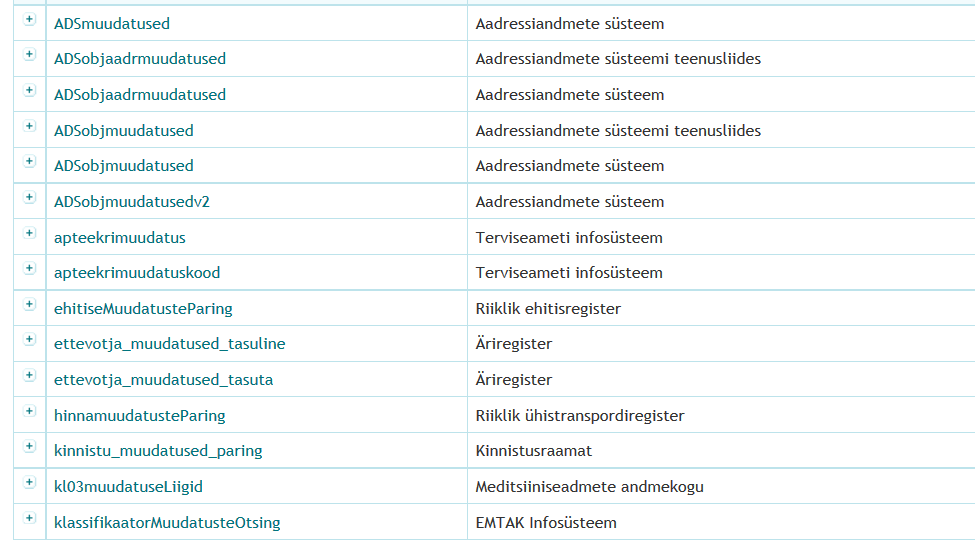 ADSmuudatused Aadressiandmete süsteem
ADSobjaadrmuudatused Aadressiandmete süsteemi teenusliides
ADSobjaadrmuudatused Aadressiandmete süsteem
ADSobjmuudatused Aadressiandmete süsteemi teenusliides
ADSobjmuudatused Aadressiandmete süsteem
ADSobjmuudatusedv2 Aadressiandmete süsteem
apteekrimuudatus Terviseameti infosüsteem
apteekrimuudatuskood Terviseameti infosüsteem
ehitiseMuudatusteParing Riiklik ehitisregister
ettevotja_muudatused_tasuline Äriregister
ettevotja_muudatused_tasuta Äriregister
hinnamuudatusteParing Riiklik ühistranspordiregister
kinnistu_muudatused_paring Kinnistusraamat
kl03muudatuseLiigid Meditsiiniseadmete andmekogu
klassifikaatorMuudatusteOtsing EMTAK Infosüsteem